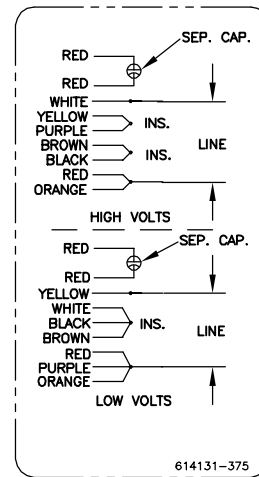 SEP. CAP.
RED
RED
WHITE
YELLOW
PURPLE
INS.
BROWN
BLACK
INS.
LINE
RED
ORANGE
HIGH VOLTS
SEP. CAP.
RED
RED
YELLOW
WHITE
BLACK
BROWN
INS.
LINE
RED
PURPLE
ORANGE
LOW VOLTS
614131-375